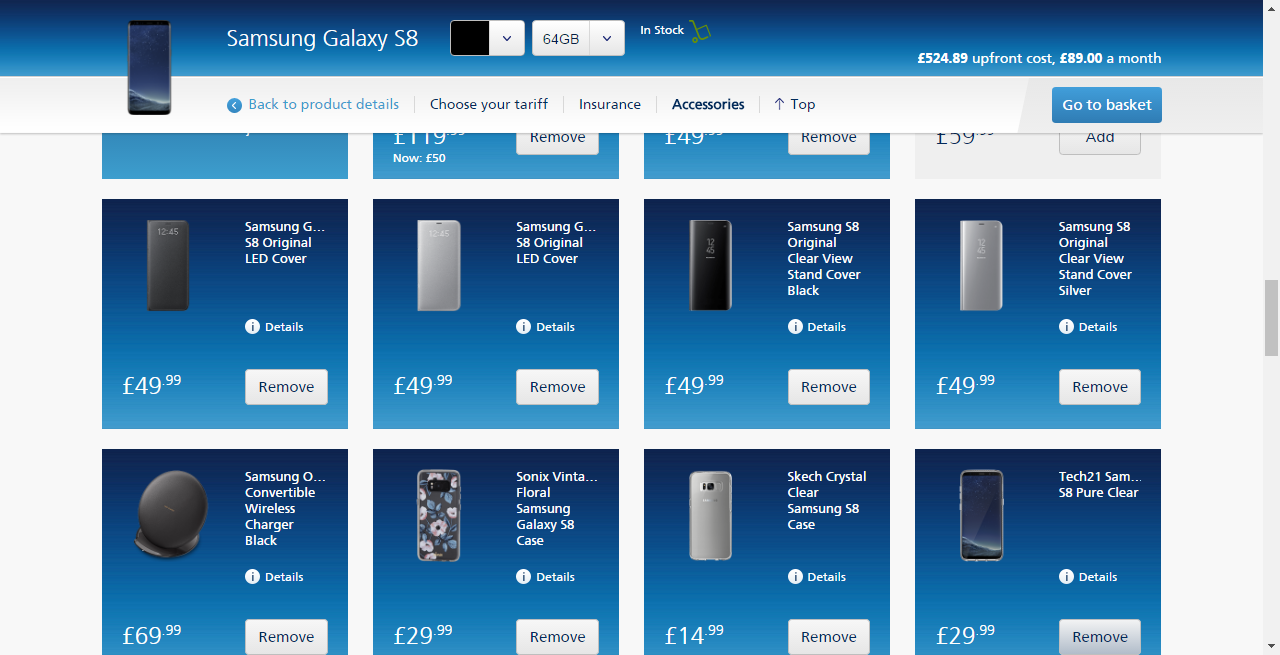 Samsung Galaxy S8
64GB
In Stock
£524.89 upfront cost, £89.00 a month
Back to product details
Choose your tariff
Insurance
Accessories
Top
Go to basket
£119.99
Remove
Now: £50
£49.99
Remove
£59.99
Add
Samsung G...
S8 Original
LED Cover
Details
£49.99
Remove
Samsung G...
S8 Original
LED Cover
Details
£49.99
Remove
Samsung S8
Original
Clear View
Stand Cover
Black
Details
£49.99
Remove
Samsung S8
Original
Clear View
Stand Cover
Silver
Details
£49.99
Remove
Samsung O...
Convertible
Wireless
Charger
Black
Details
£69.99
Remove
Sonix Vinta...
Floral
Samsung
Galaxy S8
Case
Details
£29.99
Remove
Skech Crystal
Clear
Samsung S8
Case
Details
£14.99
Remove
Tech21 Sam...
S8 Pure Clear
Details
£29.99
Remove